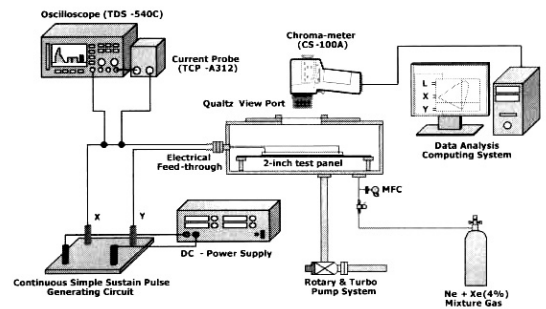 Oscilloscope (TDS -540C)
Current Probe
(TCP -A312)
Chroma-meter
(CS-100A)
Qualtz View Port
L =
X =
Y =
Data Analysis
Computing System
Electrical
Feed-through
2-inch test panel
MFC
X
Y
DC - Power Supply
Continuous Simple Sustain Pulse
Generating Circuit
Rotary & Turbo
Pump System
Ne + Xe(4%)
Mixture Gas